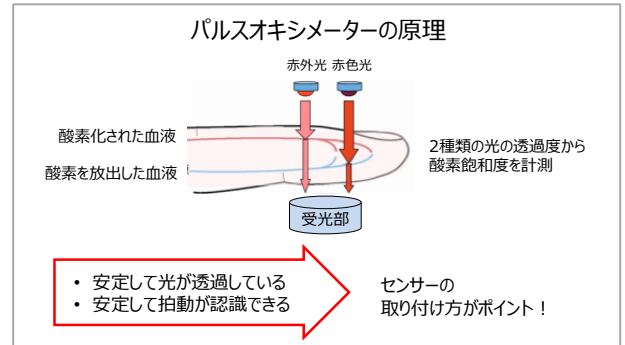 パルスオキシメーターの原理
赤外光 赤色光
酸素化された血液
酸素を放出した血液
2種類の光の透過度から
酸素飽和度を計測
受光部
• 安定して光が透過している
• 安定して拍動が認識できる
センサーの
取り付け方がポイント！